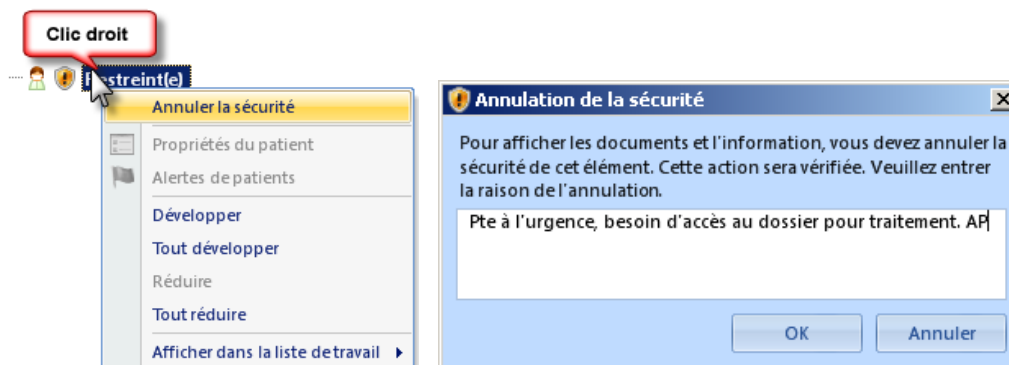 Clic droit
Restreint(e)
Annuler la sécurité
Propriétés du patient
Alertes de patients
Développer
Tout développer
Réduire
Tout réduire
Afficher dans la liste de travail
Annulation de la sécurité
Pour afficher les documents et l'information, vous devez annuler la
sécurité de cet élément. Cette action sera vérifiée. Veuillez entrer
la raison de l'annulation.
Pte à l'urgence, besoin d'accès au dossier pour traitement. AP
OK
Annuler